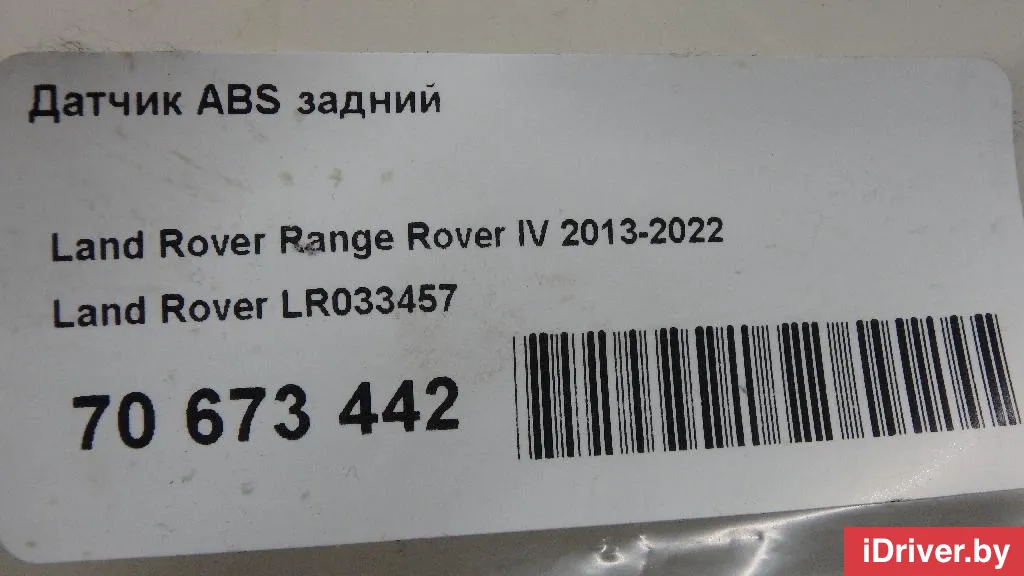 Датчик ABS задний
Land Rover Range Rover IV 2013-2022
Land Rover LR033457
70 673 442
iDriver.by